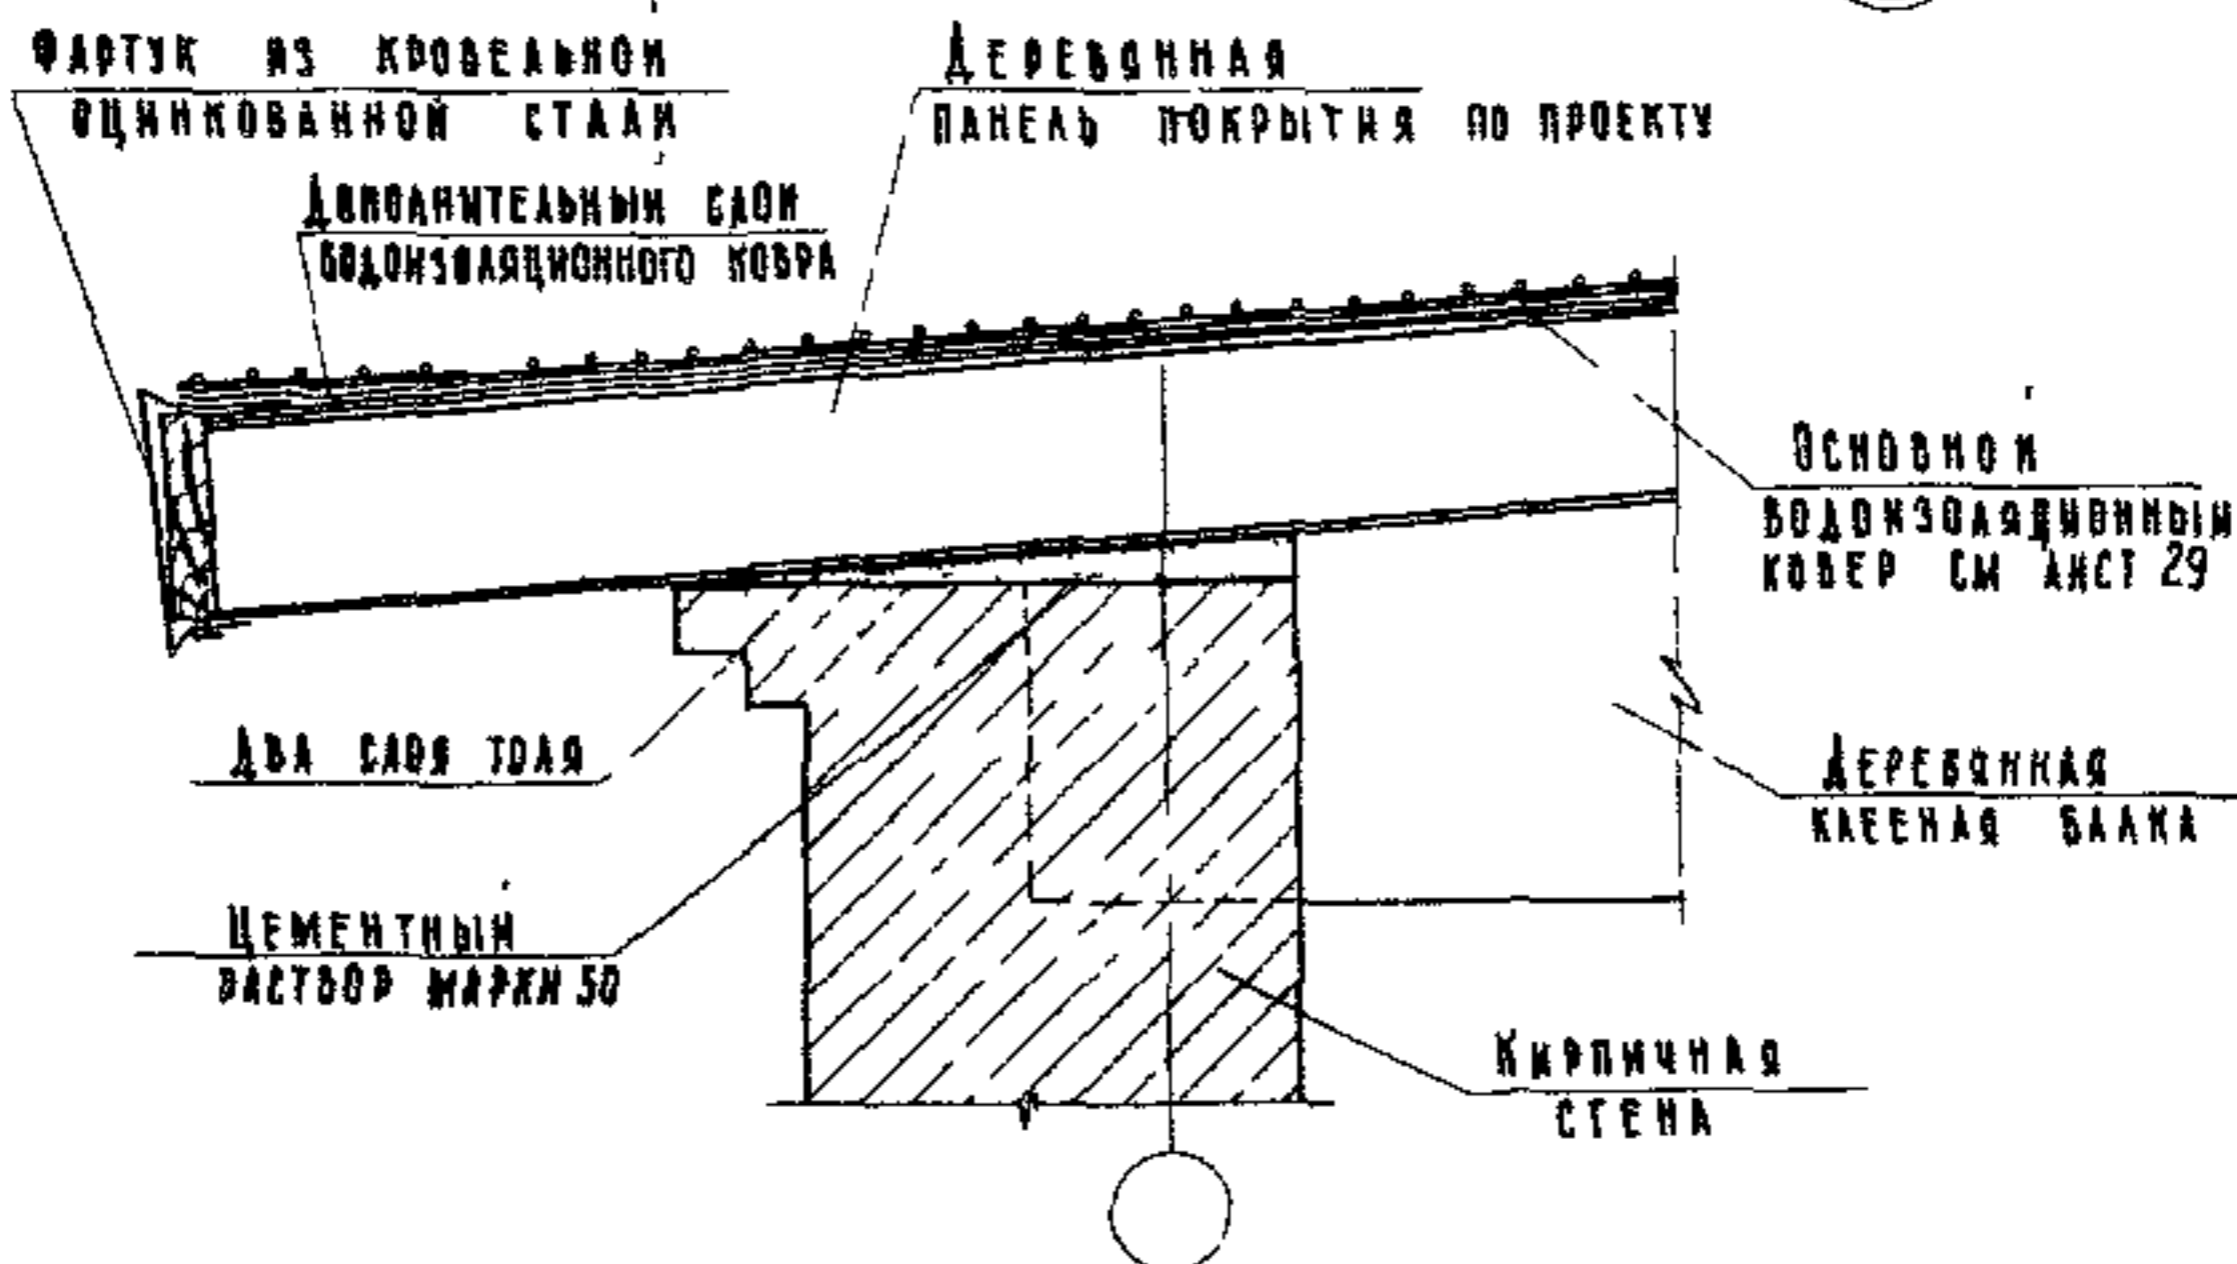 Фартук из кровельной
оцинкованной стали
Деревянная
панель покрытия по проекту
Дополнительный слой
водоизоляционного ковра
Основной
водоизоляционный
ковер см лист 29
Два слоя толя
Деревянная
клееная балка
Цементный
раствор марки 50
Кирпичная
стена